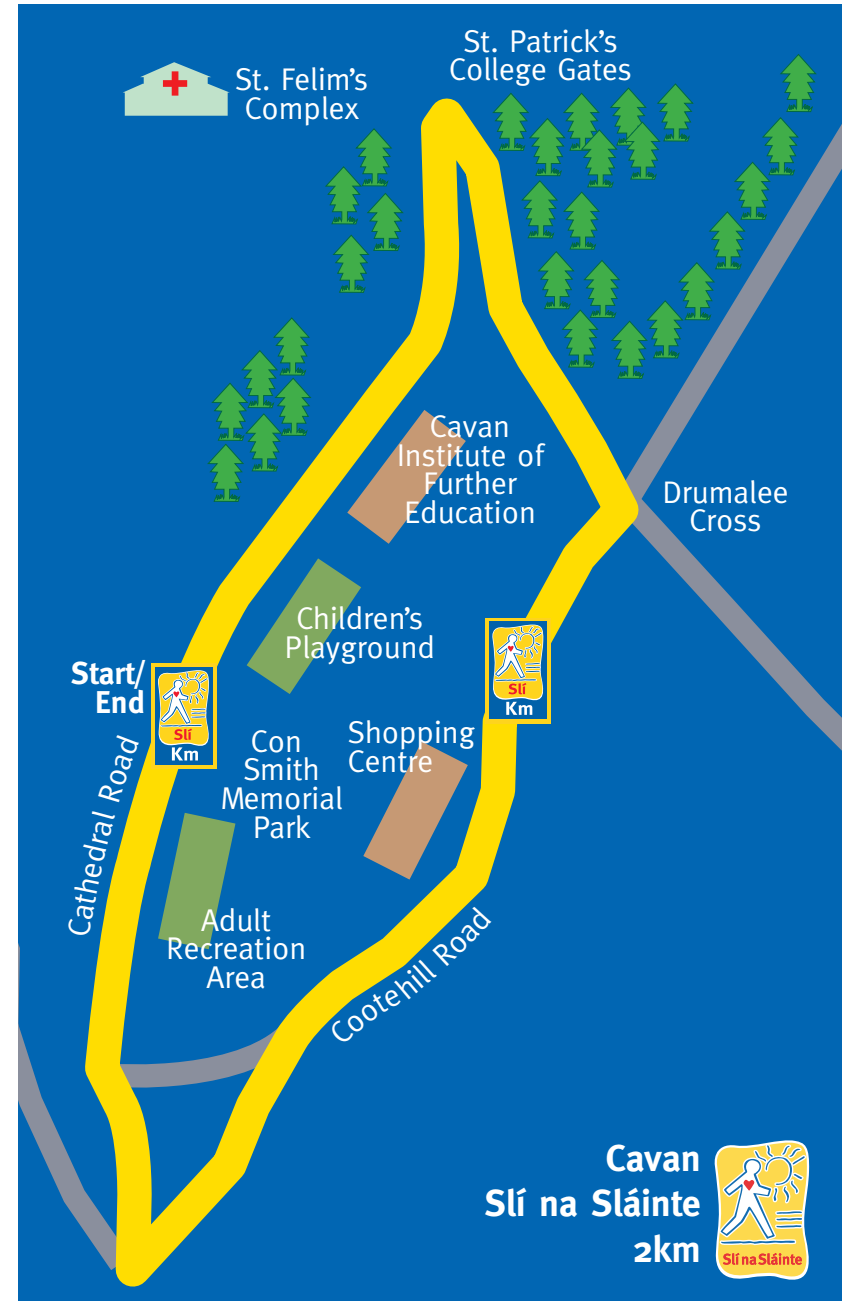 St. Patrick's
College Gates
St. Felim's
Complex
Cavan
Institute of
Further
Education
Drumalee
Cross
Children's
Playground
Start/
End
Slí
Km
Slí
Km
Con
Smith
Memorial
Park
Shopping
Centre
Cathedral Road
Adult
Recreation
Area
Cootehill Road
Cavan
Slí na Sláinte
2km
Slí na Sláinte